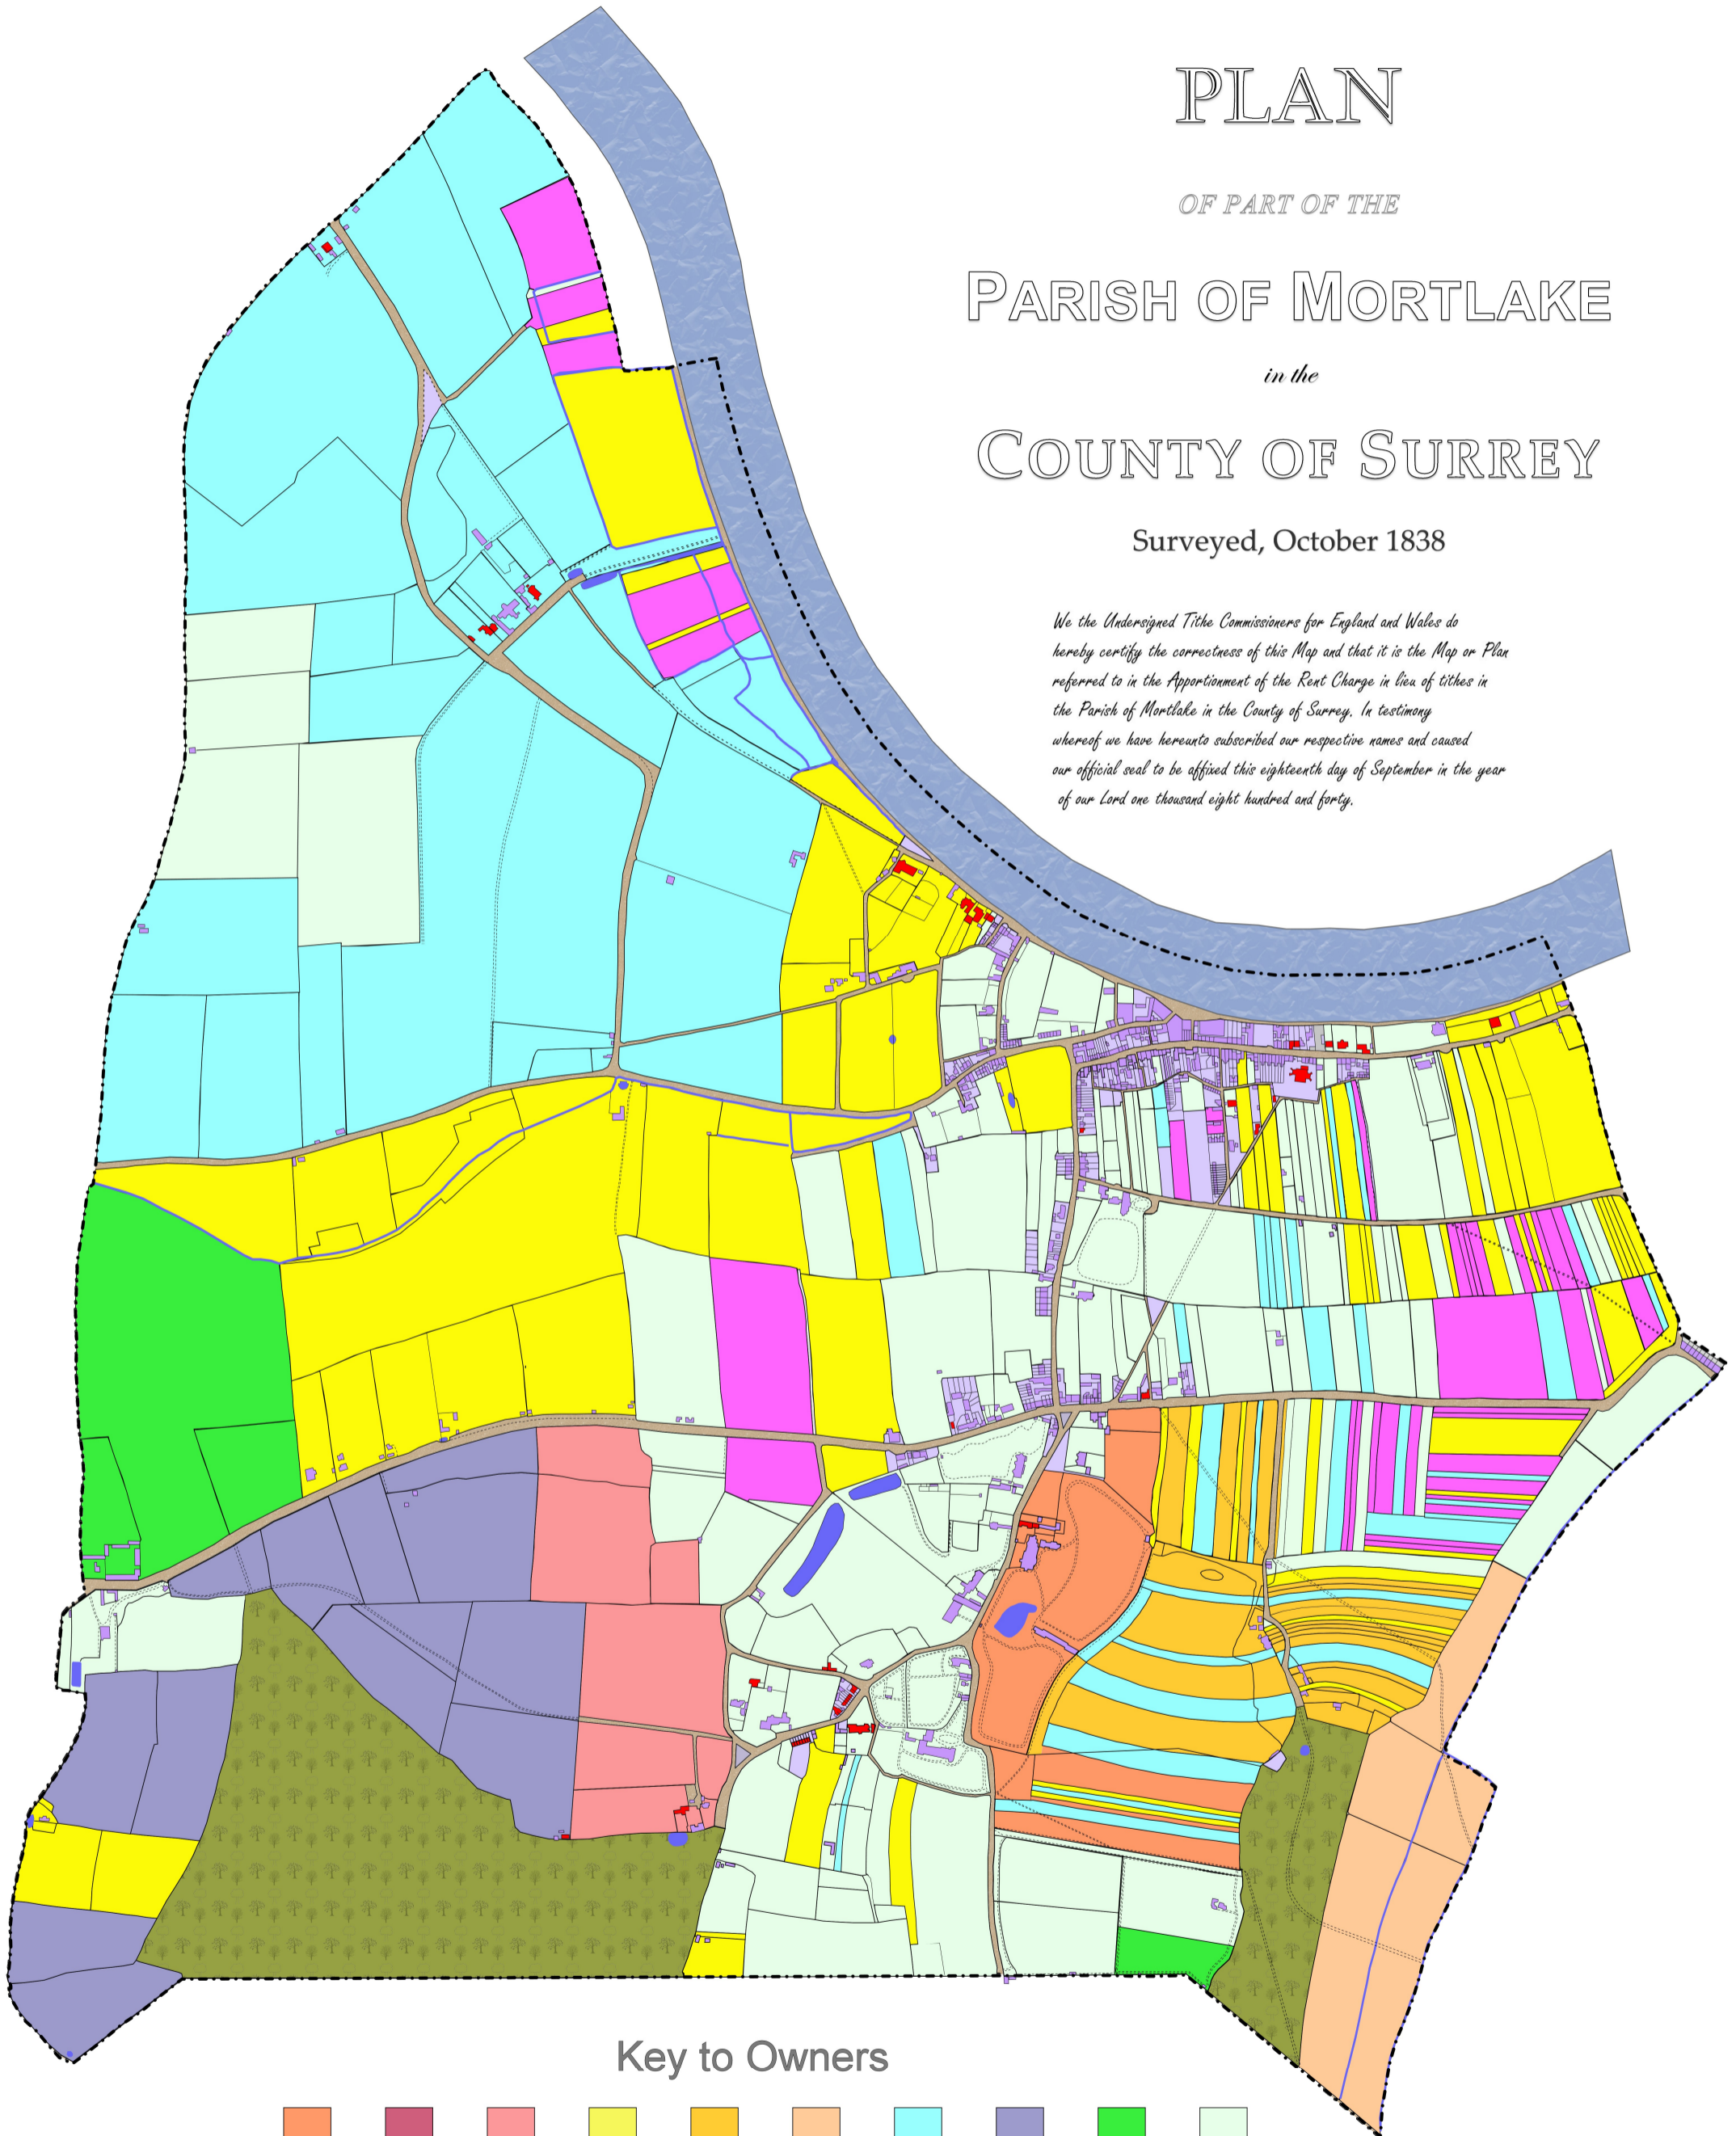 PLAN
OF PART OF THE
PARISH OF MORTLAKE
in the
COUNTY OF SURREY
Surveyed, October 1838
We the Undersigned Tithe Commissioners for England and Wales do
hereby certify the correctness of this Map and that it is the Map or Plan
referred to in the Apportionment of the Rent Charge in lieu of tithes in
the Parish of Mortlake in the County of Surrey. In testimony
whereof we have hereunto subscribed our respective names and caused
our official seal to be affixed this eighteenth day of September in the year
of our Lord one thousand eight hundred and forty.
Key to Owners